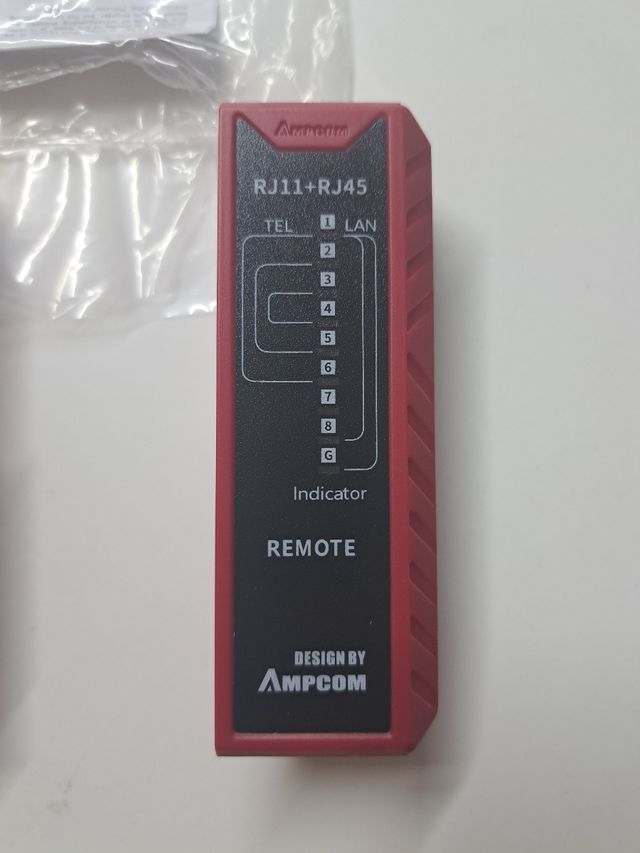 AMPCOM
RJ11+RJ45
TEL 1 LAN
2
3
4
5
6
7
8
G
Indicator
REMOTE
DESIGN BY
AMPCOM